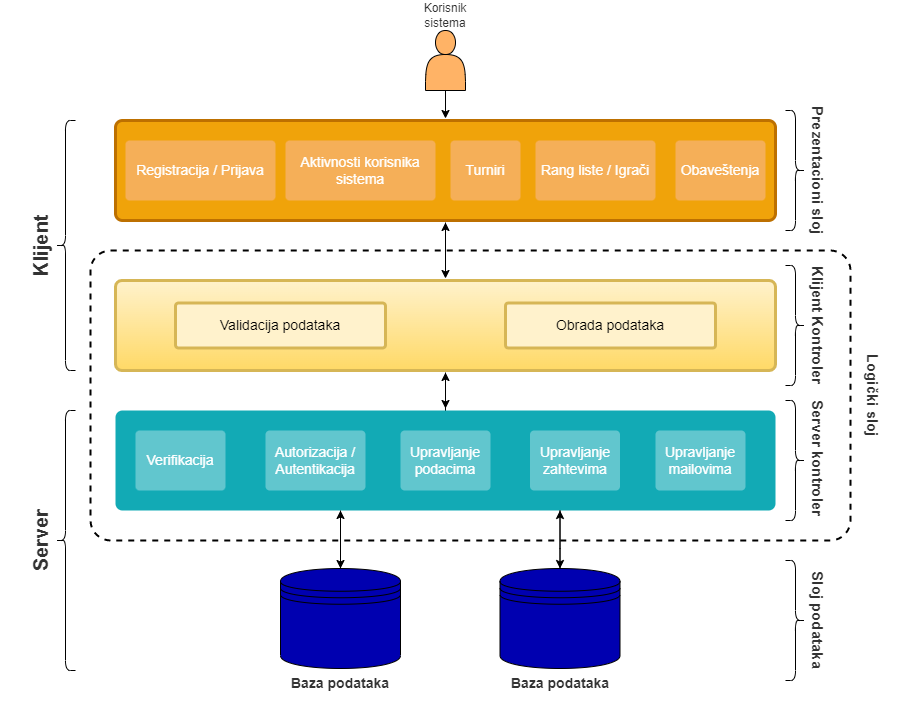 Korisnik
sistema
Registracija / Prijava
Aktivnosti korisnika
sistema
Turniri
Rang liste / Igrači
Obaveštenja
Prezentacioni sloj
Klijent
Validacija podataka
Obrada podataka
Klijent Kontroler
Logički sloj
Verifikacija
Autorizacija /
Autentikacija
Upravljanje
podacima
Upravljanje
zahtevima
Upravljanje
mailovima
Server kontroler
Server
Baza podataka
Baza podataka
Sloj podataka